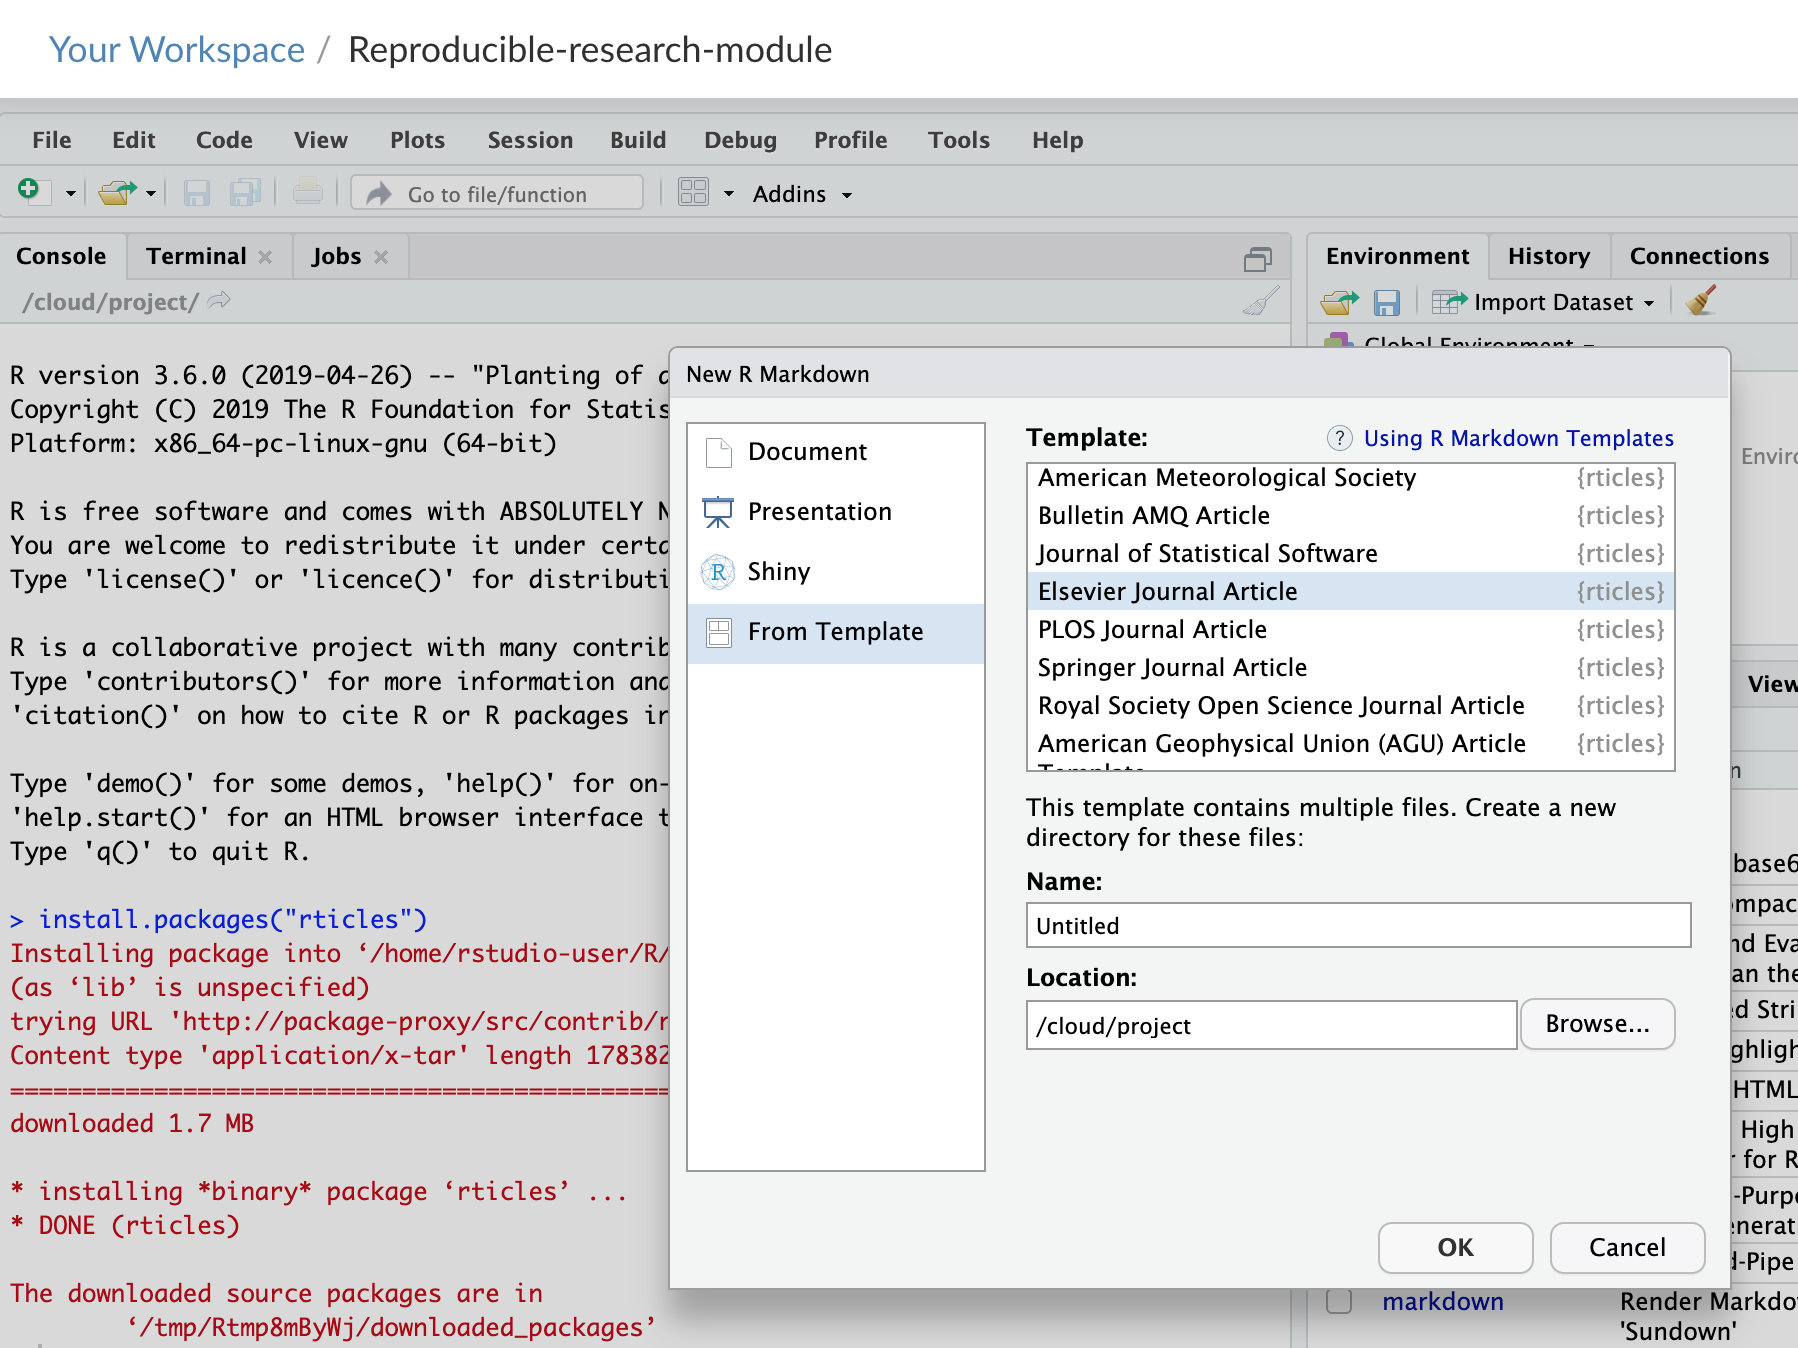 Your Workspace / Reproducible-research-module
File Edit Code View Plots Session Build Debug Profile Tools Help
Go to file/function Addins
Console Terminal Jobs
Environment History Connections
/cloud/project/
Import Dataset
Global Environment
R version 3.6.0 (2019-04-26) -- "Planting of
Copyright (C) 2019 The R Foundation for Statis
Platform: x86_64-pc-linux-gnu (64-bit)
R is free software and comes with ABSOLUTELY
You are welcome to redistribute it under certa
Type 'license()' or 'licence()' for distributi
R is a collaborative project with many contrib
Type 'contributors()' for more information and
'citation()' on how to cite R or R packages in
Type 'demo()' for some demos, 'help()' for on-
'help.start()' for an HTML browser interface t
Type 'q()' to quit R.
> install.packages("rticles")
Installing package into ‘/home/rstudio-user/R/
(as ‘lib’ is unspecified)
trying URL 'http://package-proxy/src/contrib/r
Content type 'application/x-tar' length 178382
==============================================
downloaded 1.7 MB
* installing *binary* package ‘rticles’ ...
* DONE (rticles)
The downloaded source packages are in
‘/tmp/Rtmp8mByWj/downloaded_packages’
New R Markdown
Document
Presentation
Shiny
From Template
Template:
? Using R Markdown Templates
American Meteorological Society {rticles}
Bulletin AMQ Article {rticles}
Journal of Statistical Software {rticles}
Elsevier Journal Article {rticles}
PLOS Journal Article {rticles}
Springer Journal Article {rticles}
Royal Society Open Science Journal Article {rticles}
American Geophysical Union (AGU) Article {rticles}
Template
This template contains multiple files. Create a new
directory for these files:
Name:
Untitled
Location:
/cloud/project
Browse...
OK Cancel
Enviro
View
base6
mpac
nd Eva
an the
ed Stri
ghligh
HTML
High
for R
-Purpo
enerat
d-Pipe
markdown Render Markdo
'Sundown'